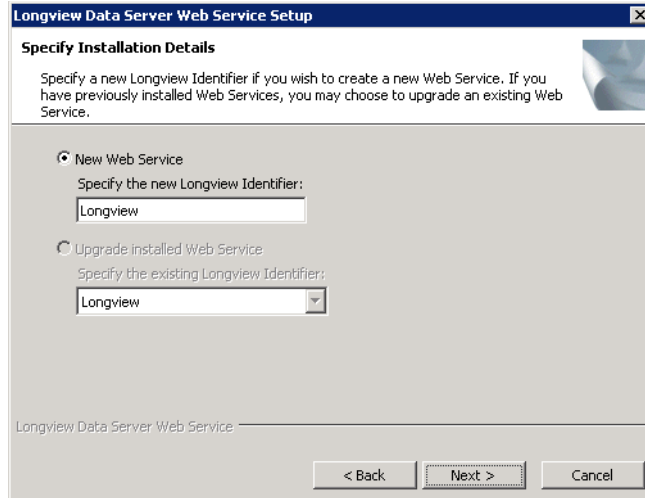 Longview Data Server Web Service Setup
Specify Installation Details
Specify a new Longview Identifier if you wish to create a new Web Service. If you
have previously installed Web Services, you may choose to upgrade an existing Web
Service.
New Web Service
Specify the new Longview Identifier:
Longview
Upgrade installed Web Service
Specify the existing Longview Identifier:
Longview
Longview Data Server Web Service
< Back Next > Cancel